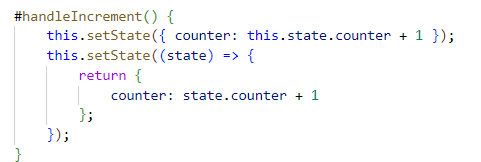 #handleIncrement() {
    this.setState({ counter: this.state.counter + 1 });
    this.setState((state) => {
        return {
            counter: state.counter + 1
        };
    });
}